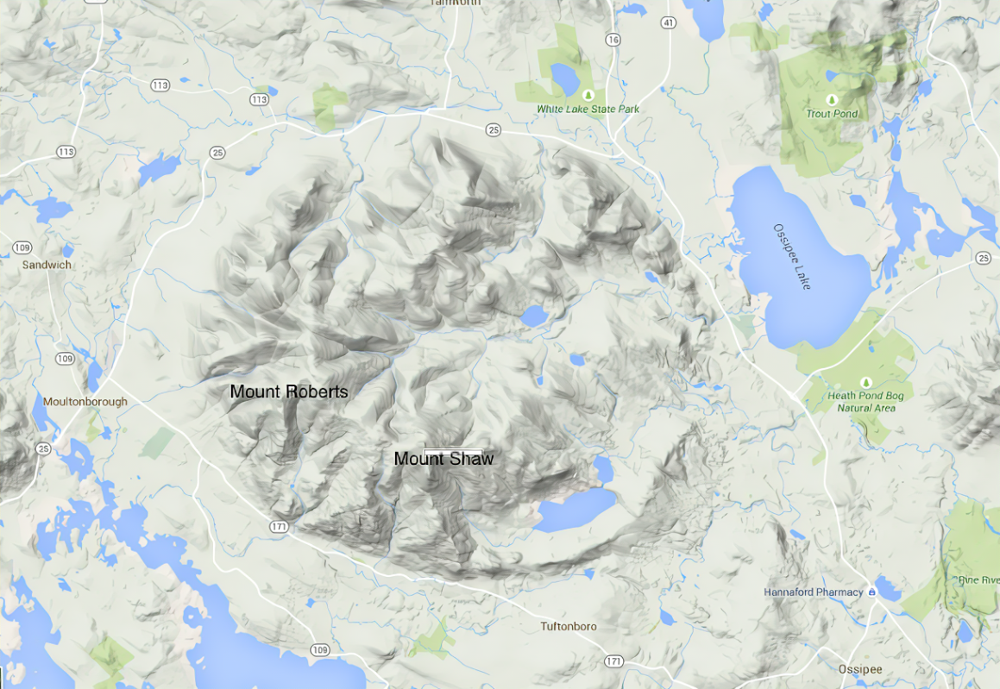 Tamworth
41
16
113
113
White Lake State Park
Trout Pond
25
113
25
Ossipee Lake
109
Sandwich
25
109
Mount Roberts
Moultonborough
Heath Pond Bog
Natural Area
25
Mount Shaw
171
Pine Rive
Hannaford Pharmacy
Tuftonboro
109
171
Ossipee